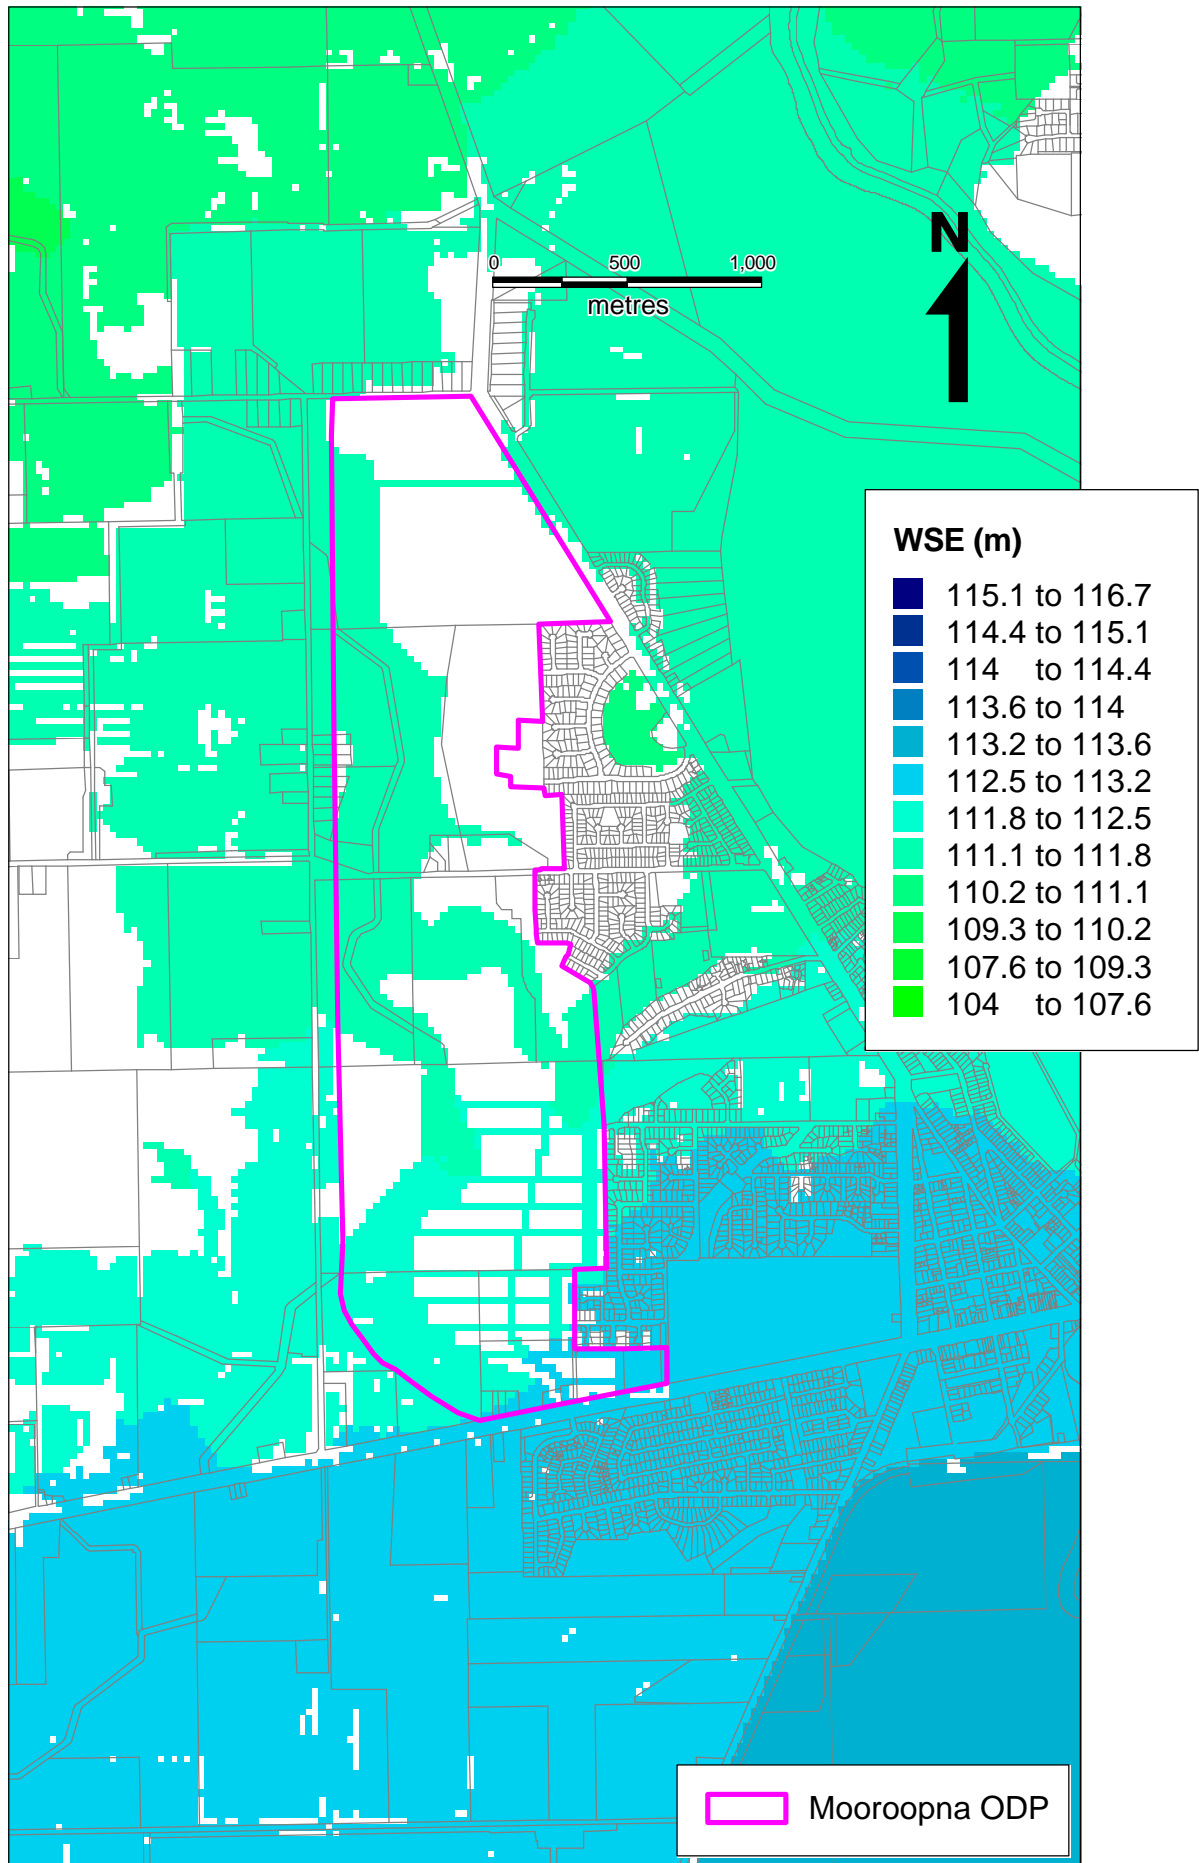 N
0 500 1,000
metres
WSE (m)
115.1 to 116.7
114.4 to 115.1
114 to 114.4
113.6 to 114
113.2 to 113.6
112.5 to 113.2
111.8 to 112.5
111.1 to 111.8
110.2 to 111.1
109.3 to 110.2
107.6 to 109.3
104 to 107.6
Mooroopna ODP